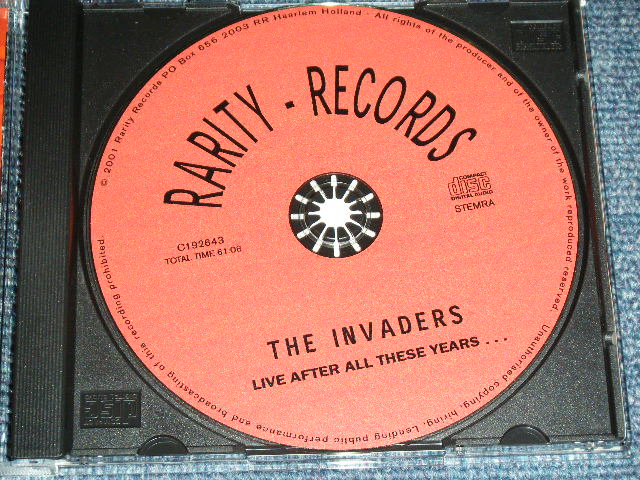 © 2001 Rarity Records PO Box 656 2003 RR Haarlem Holland - All rights of the producer and of the owner of the work reproduced reserved. Unauthorised copying, hiring, Lending public performance and broadcasting of this recording prohibited.
RARITY - RECORDS
COMPACT
disc
DIGITAL AUDIO
STEMRA
C192643
TOTAL TIME 61:06
THE INVADERS
LIVE AFTER ALL THESE YEARS . . .